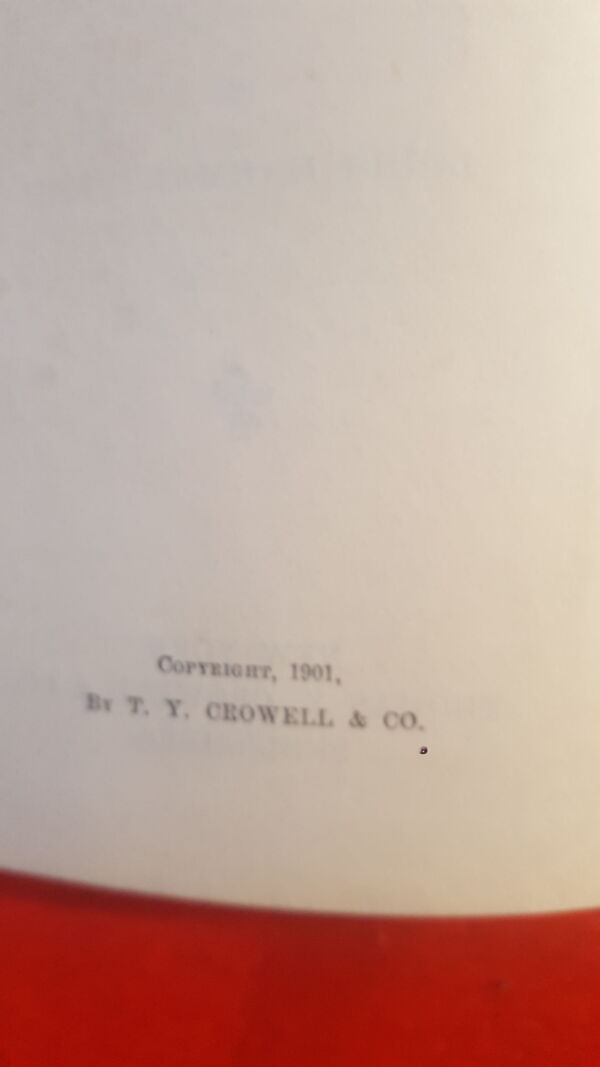 Copyright, 1901,
By T. Y. CROWELL & CO.